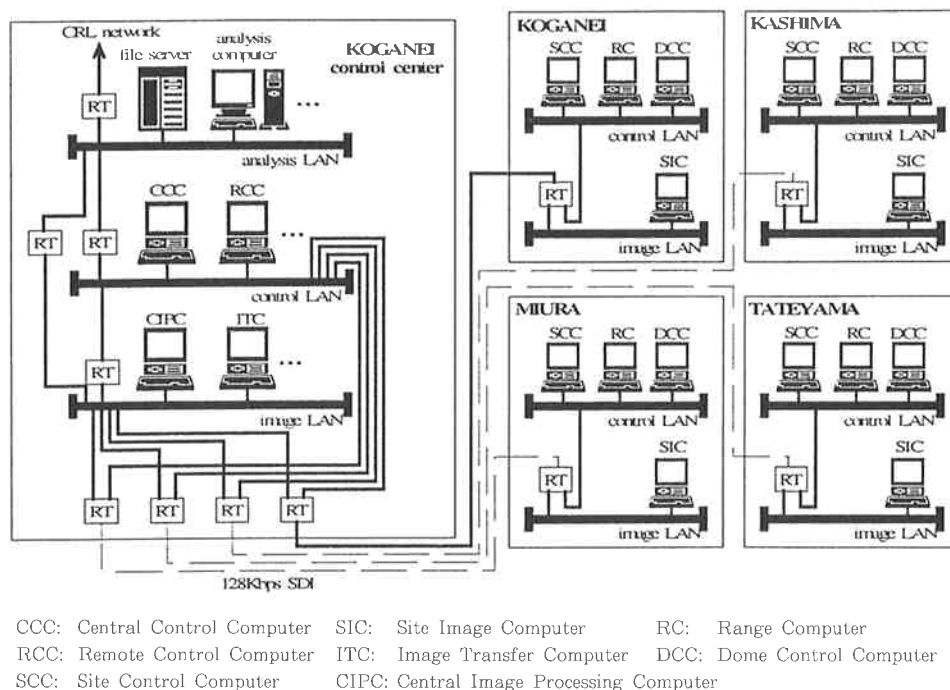 CRL network
file server
analysis
computer
KOGANEI
control center
RT
...
analysis LAN
CCC
RCC
...
RT
RT
control LAN
CIPC
ITC
...
RT
image LAN
RT
RT
RT
RT
128Kbps SDI
KOGANEI
SCC
RC
DCC
control LAN
SIC
RT
image LAN
KASHIMA
SCC
RC
DCC
control LAN
SIC
RT
image LAN
MIURA
SCC
RC
DCC
control LAN
SIC
RT
image LAN
TATEYAMA
SCC
RC
DCC
control LAN
SIC
RT
image LAN
CCC: Central Control Computer SIC: Site Image Computer RC: Range Computer
RCC: Remote Control Computer ITC: Image Transfer Computer DCC: Dome Control Computer
SCC: Site Control Computer CIPC: Central Image Processing Computer